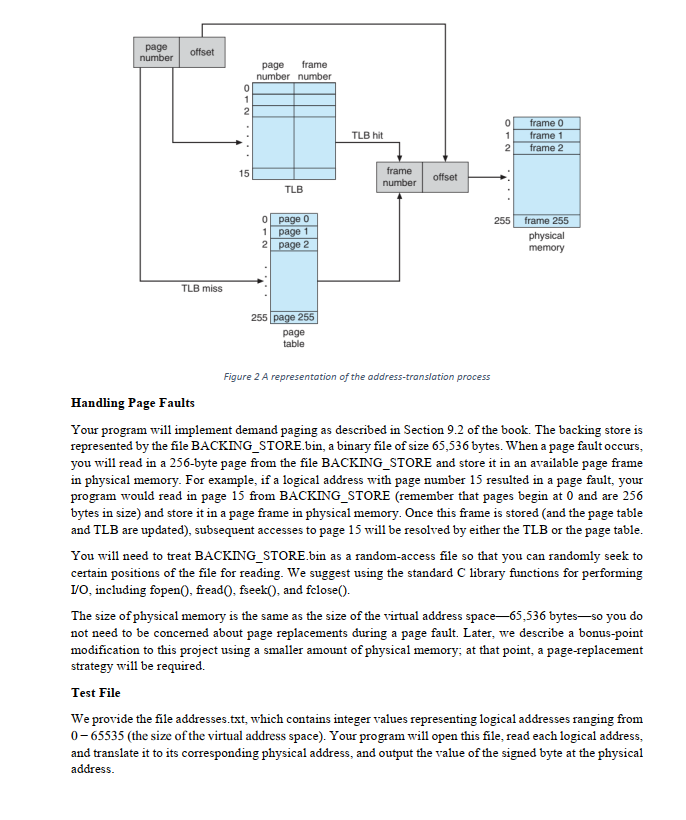 page number
offset
page number
frame number
0
1
2
15
TLB
TLB hit
frame number
offset
0 frame 0
1 frame 1
2 frame 2
255 frame 255
physical memory
0 page 0
1 page 1
2 page 2
TLB miss
255 page 255
page table
Figure 2 A representation of the address-translation process
Handling Page Faults
Your program will implement demand paging as described in Section 9.2 of the book. The backing store is
represented by the file BACKING_STORE.bin, a binary file of size 65,536 bytes. When a page fault occurs,
you will read in a 256-byte page from the file BACKING_STORE and store it in an available page frame
in physical memory. For example, if a logical address with page number 15 resulted in a page fault, your
program would read in page 15 from BACKING_STORE (remember that pages begin at 0 and are 256
bytes in size) and store it in a page frame in physical memory. Once this frame is stored (and the page table
and TLB are updated), subsequent accesses to page 15 will be resolved by either the TLB or the page table.
You will need to treat BACKING_STORE.bin as a random-access file so that you can randomly seek to
certain positions of the file for reading. We suggest using the standard C library functions for performing
I/O, including fopen(), fread(), fseek(), and fclose().
The size of physical memory is the same as the size of the virtual address space—65,536 bytes—so you do
not need to be concerned about page replacements during a page fault. Later, we describe a bonus-point
modification to this project using a smaller amount of physical memory; at that point, a page-replacement
strategy will be required.
Test File
We provide the file addresses.txt, which contains integer values representing logical addresses ranging from
0 – 65535 (the size of the virtual address space). Your program will open this file, read each logical address,
and translate it to its corresponding physical address, and output the value of the signed byte at the physical
address.